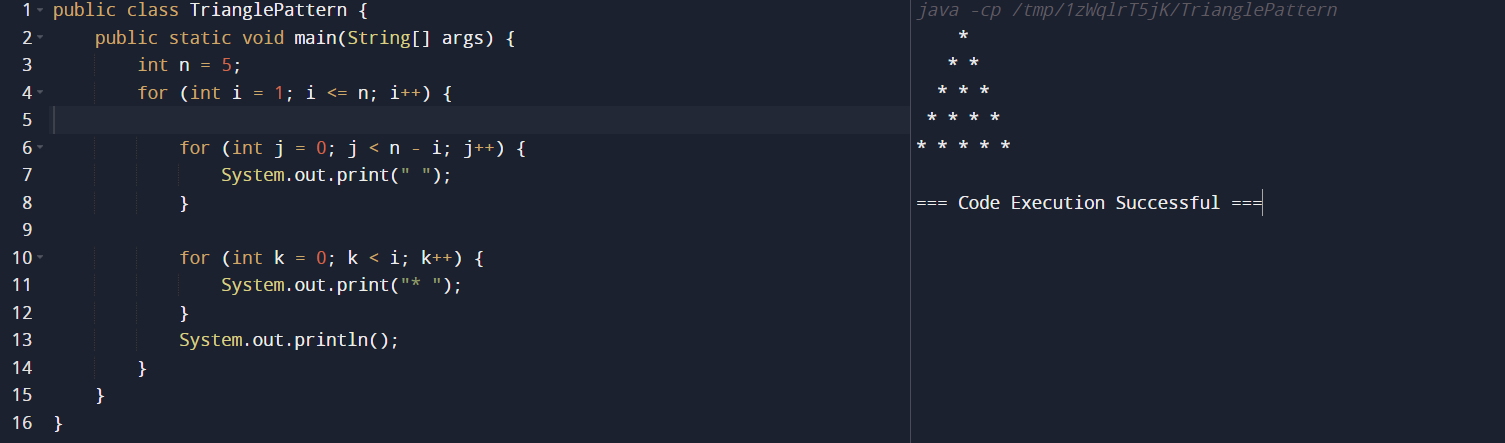 1 public class TrianglePattern {
2     public static void main(String[] args) {
3         int n = 5;
4         for (int i = 1; i <= n; i++) {
5
6             for (int j = 0; j < n - i; j++) {
7                 System.out.print(" ");
8             }
9
10             for (int k = 0; k < i; k++) {
11                 System.out.print("* ");
12             }
13             System.out.println();
14         }
15     }
16 }
java -cp /tmp/1zWqlrT5jK/TrianglePattern
    *
   * *
  * * *
 * * * *
* * * * *
=== Code Execution Successful ===